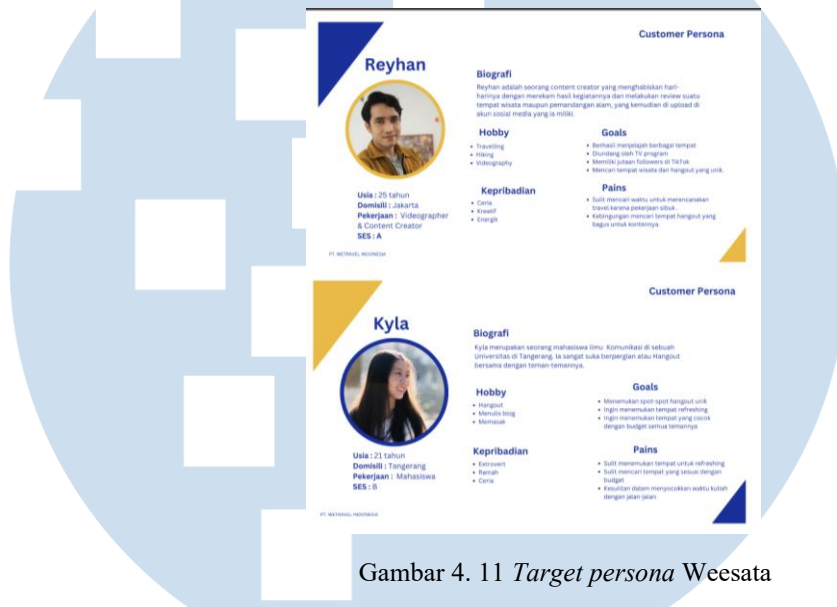 Customer Persona
Reyhan
Biografi
Reyhan adalah seorang content creator yang menghabiskan hari-
harinya dengan merekam hasil kegiatannya dan melakukan review suatu
tempat wisata maupun pemandangan alam, yang kemudian di upload di
akun sosial media yang ia miliki.
Hobby
• Travelling
• Hiking
• Videography
Goals
• Berhasil menjelajah berbagai tempat
• Diundang oleh TV program
• Memiliki jutaan followers di TikTok
• Mencari tempat wisata dan hangout yang unik.
Usia : 25 tahun
Domisili : Jakarta
Pekerjaan : Videographer
& Content Creator
SES : A
Kepribadian
• Ceria
• Kreatif
• Energik
Pains
• Sulit mencari waktu untuk merancanakan
travel karena pekerjaan sibuk.
• Kebingungan mencari tempat hangout yang
bagus untuk kontennya
PT. WETRAVEL INDONESIA
Customer Persona
Kyla
Biografi
Kyla merupakan seorang mahasiswa Ilmu Komunikasi di sebuah
Universitas di Tangerang. Ia sangat suka berpergian atau Hangout
bersama dengan teman-temannya.
Hobby
• Hangout
• Menulis blog
• Memasak
Goals
• Menemukan spot-spot hangout unik
• Ingin menemukan tempat refreshing
• Ingin menemukan tempat yang cocok
dengan budget semua temannya
Usia : 21 tahun
Domisili : Tangerang
Pekerjaan : Mahasiswa
SES : B
Kepribadian
• Extrovert
• Ramah
• Ceria
Pains
• Sulit menemukan tempat untuk refreshing
• Sulit mencari tempat yang sesuai dengan
budget
• Kesulitan dalam menyocokkan waktu kuliah
dengan jalan-jalan
PT. WETRAVEL INDONESIA
Gambar 4. 11 Target persona Weesata